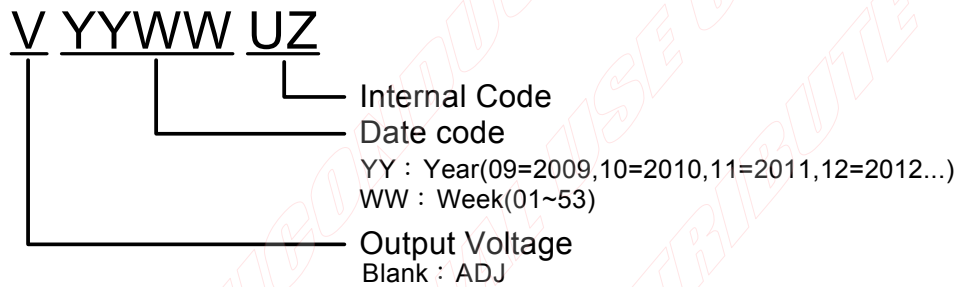 V YYWW UZ
Internal Code
Date code
YY：Year(09=2009,10=2010,11=2011,12=2012...)
WW：Week(01~53)
Output Voltage
Blank：ADJ